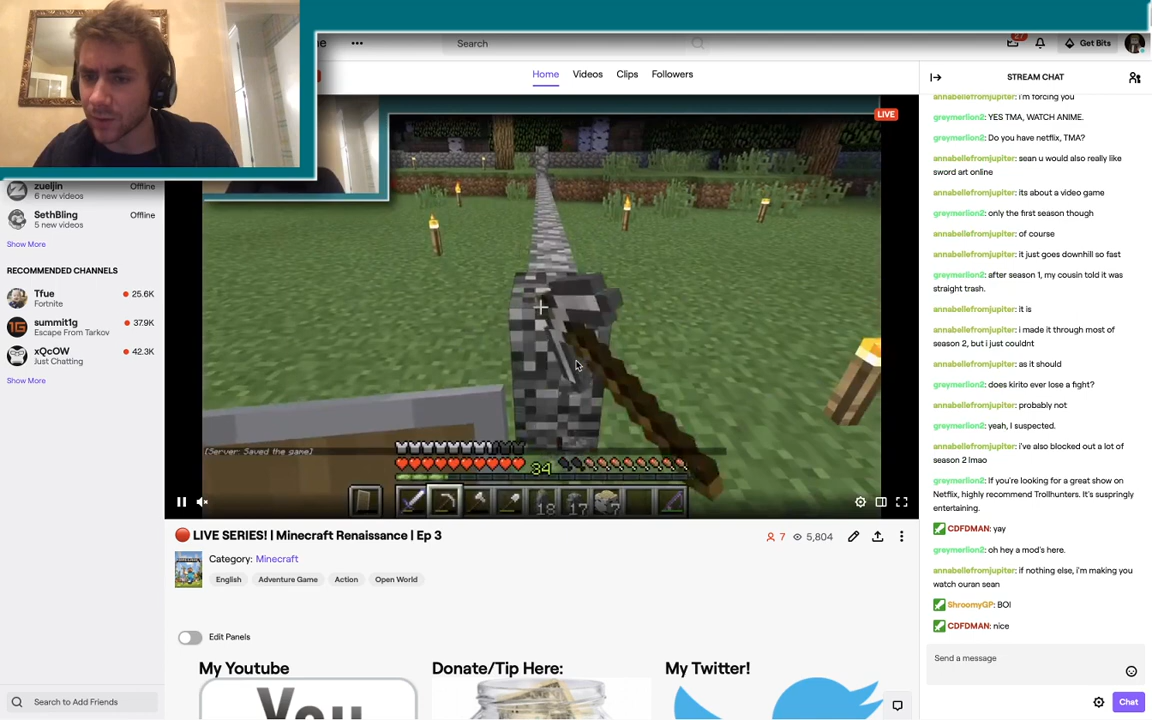 Search
27
Get Bits
Home
Videos
Clips
Followers
STREAM CHAT
LIVE
zueljin
Offline
6 new videos
SethBling
Offline
5 new videos
Show More
RECOMMENDED CHANNELS
Tfue
25.6K
Fortnite
summit1g
37.9K
Escape From Tarkov
xQcOW
42.3K
Just Chatting
Show More
Search to Add Friends
[Server: Saved the game]
34
18
17
7
LIVE SERIES! | Minecraft Renaissance | Ep 3
7
5,804
Category: Minecraft
English
Adventure Game
Action
Open World
Edit Panels
My Youtube
Donate/Tip Here:
My Twitter!
You
annabellefromjupiter: i'm forcing you
greymerlion2: YES TMA, WATCH ANIME.
greymerlion2: Do you have netflix, TMA?
annabellefromjupiter: sean u would also really like
sword art online
annabellefromjupiter: its about a video game
greymerlion2: only the first season though
annabellefromjupiter: of course
annabellefromjupiter: it just goes downhill so fast
greymerlion2: after season 1, my cousin told it was
straight trash.
annabellefromjupiter: it is
annabellefromjupiter: i made it through most of
season 2, but i just couldnt
annabellefromjupiter: as it should
greymerlion2: does kirito ever lose a fight?
annabellefromjupiter: probably not
greymerlion2: yeah, I suspected.
annabellefromjupiter: i've also blocked out a lot of
season 2 lmao
greymerlion2: If you're looking for a great show on
Netflix, highly recommend Trollhunters. It's suspringly
entertaining.
CDFDMAN: yay
greymerlion2: oh hey a mod's here.
annabellefromjupiter: if nothing else, i'm making you
watch ouran sean
ShroomyGP: BOI
CDFDMAN: nice
Send a message
Chat